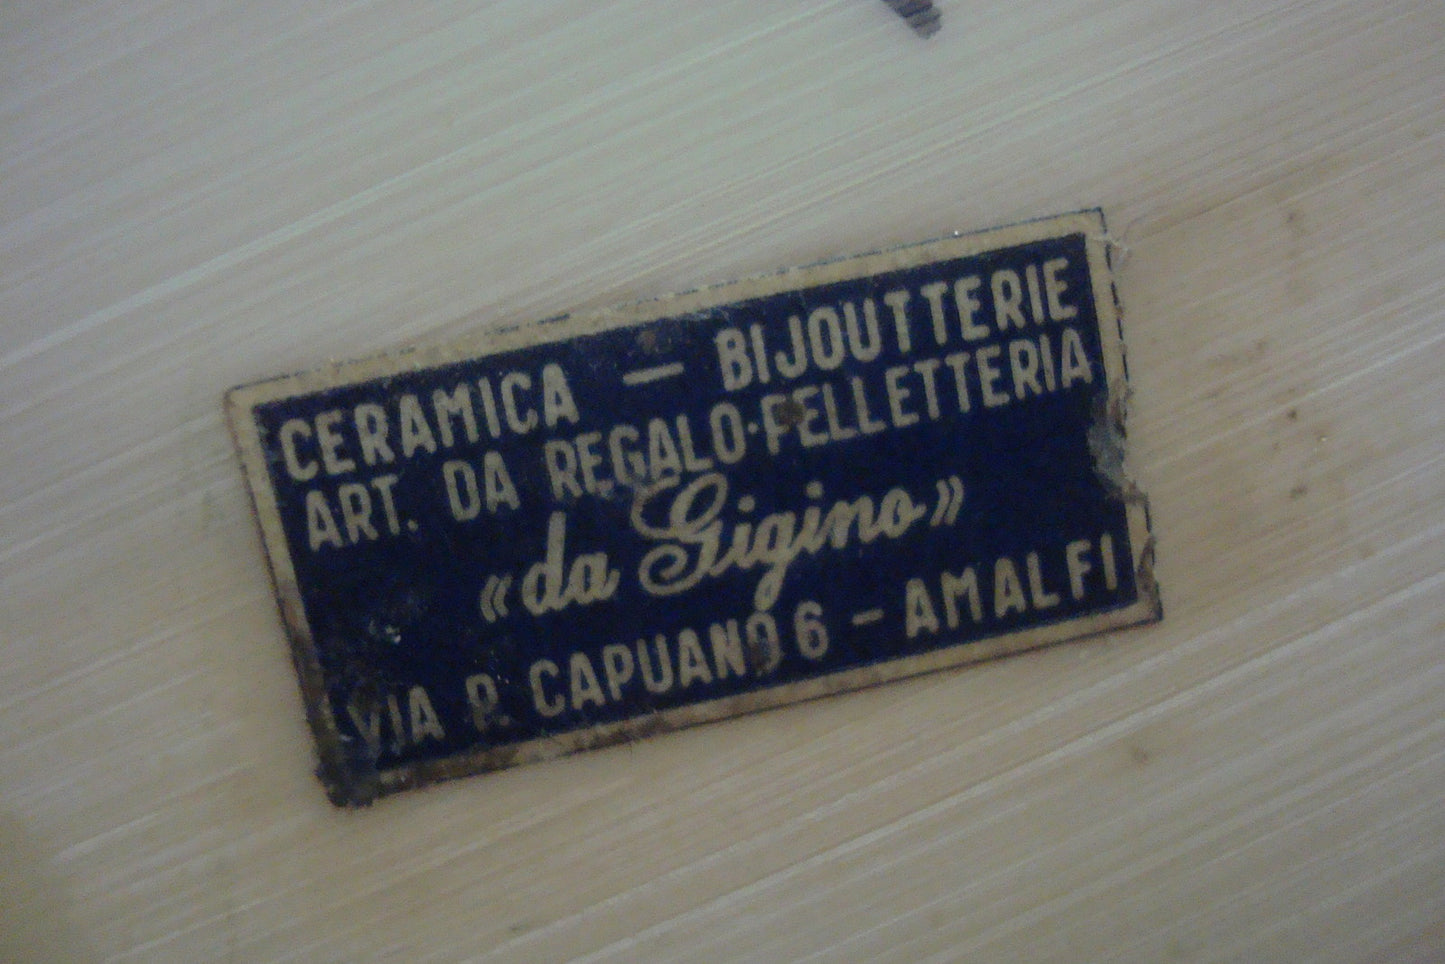 CERAMICA — BIJOUTTERIE
ART. DA REGALO·PELLETTERIA
«da Gigino»
VIA P. CAPUANO 6 — AMALFI